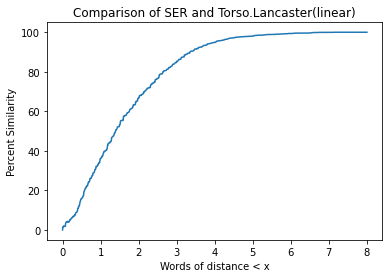 Comparison of SER and Torso.Lancaster(linear)
100
80
60
40
20
0
Percent Similarity
0 1 2 3 4 5 6 7 8
Words of distance < x